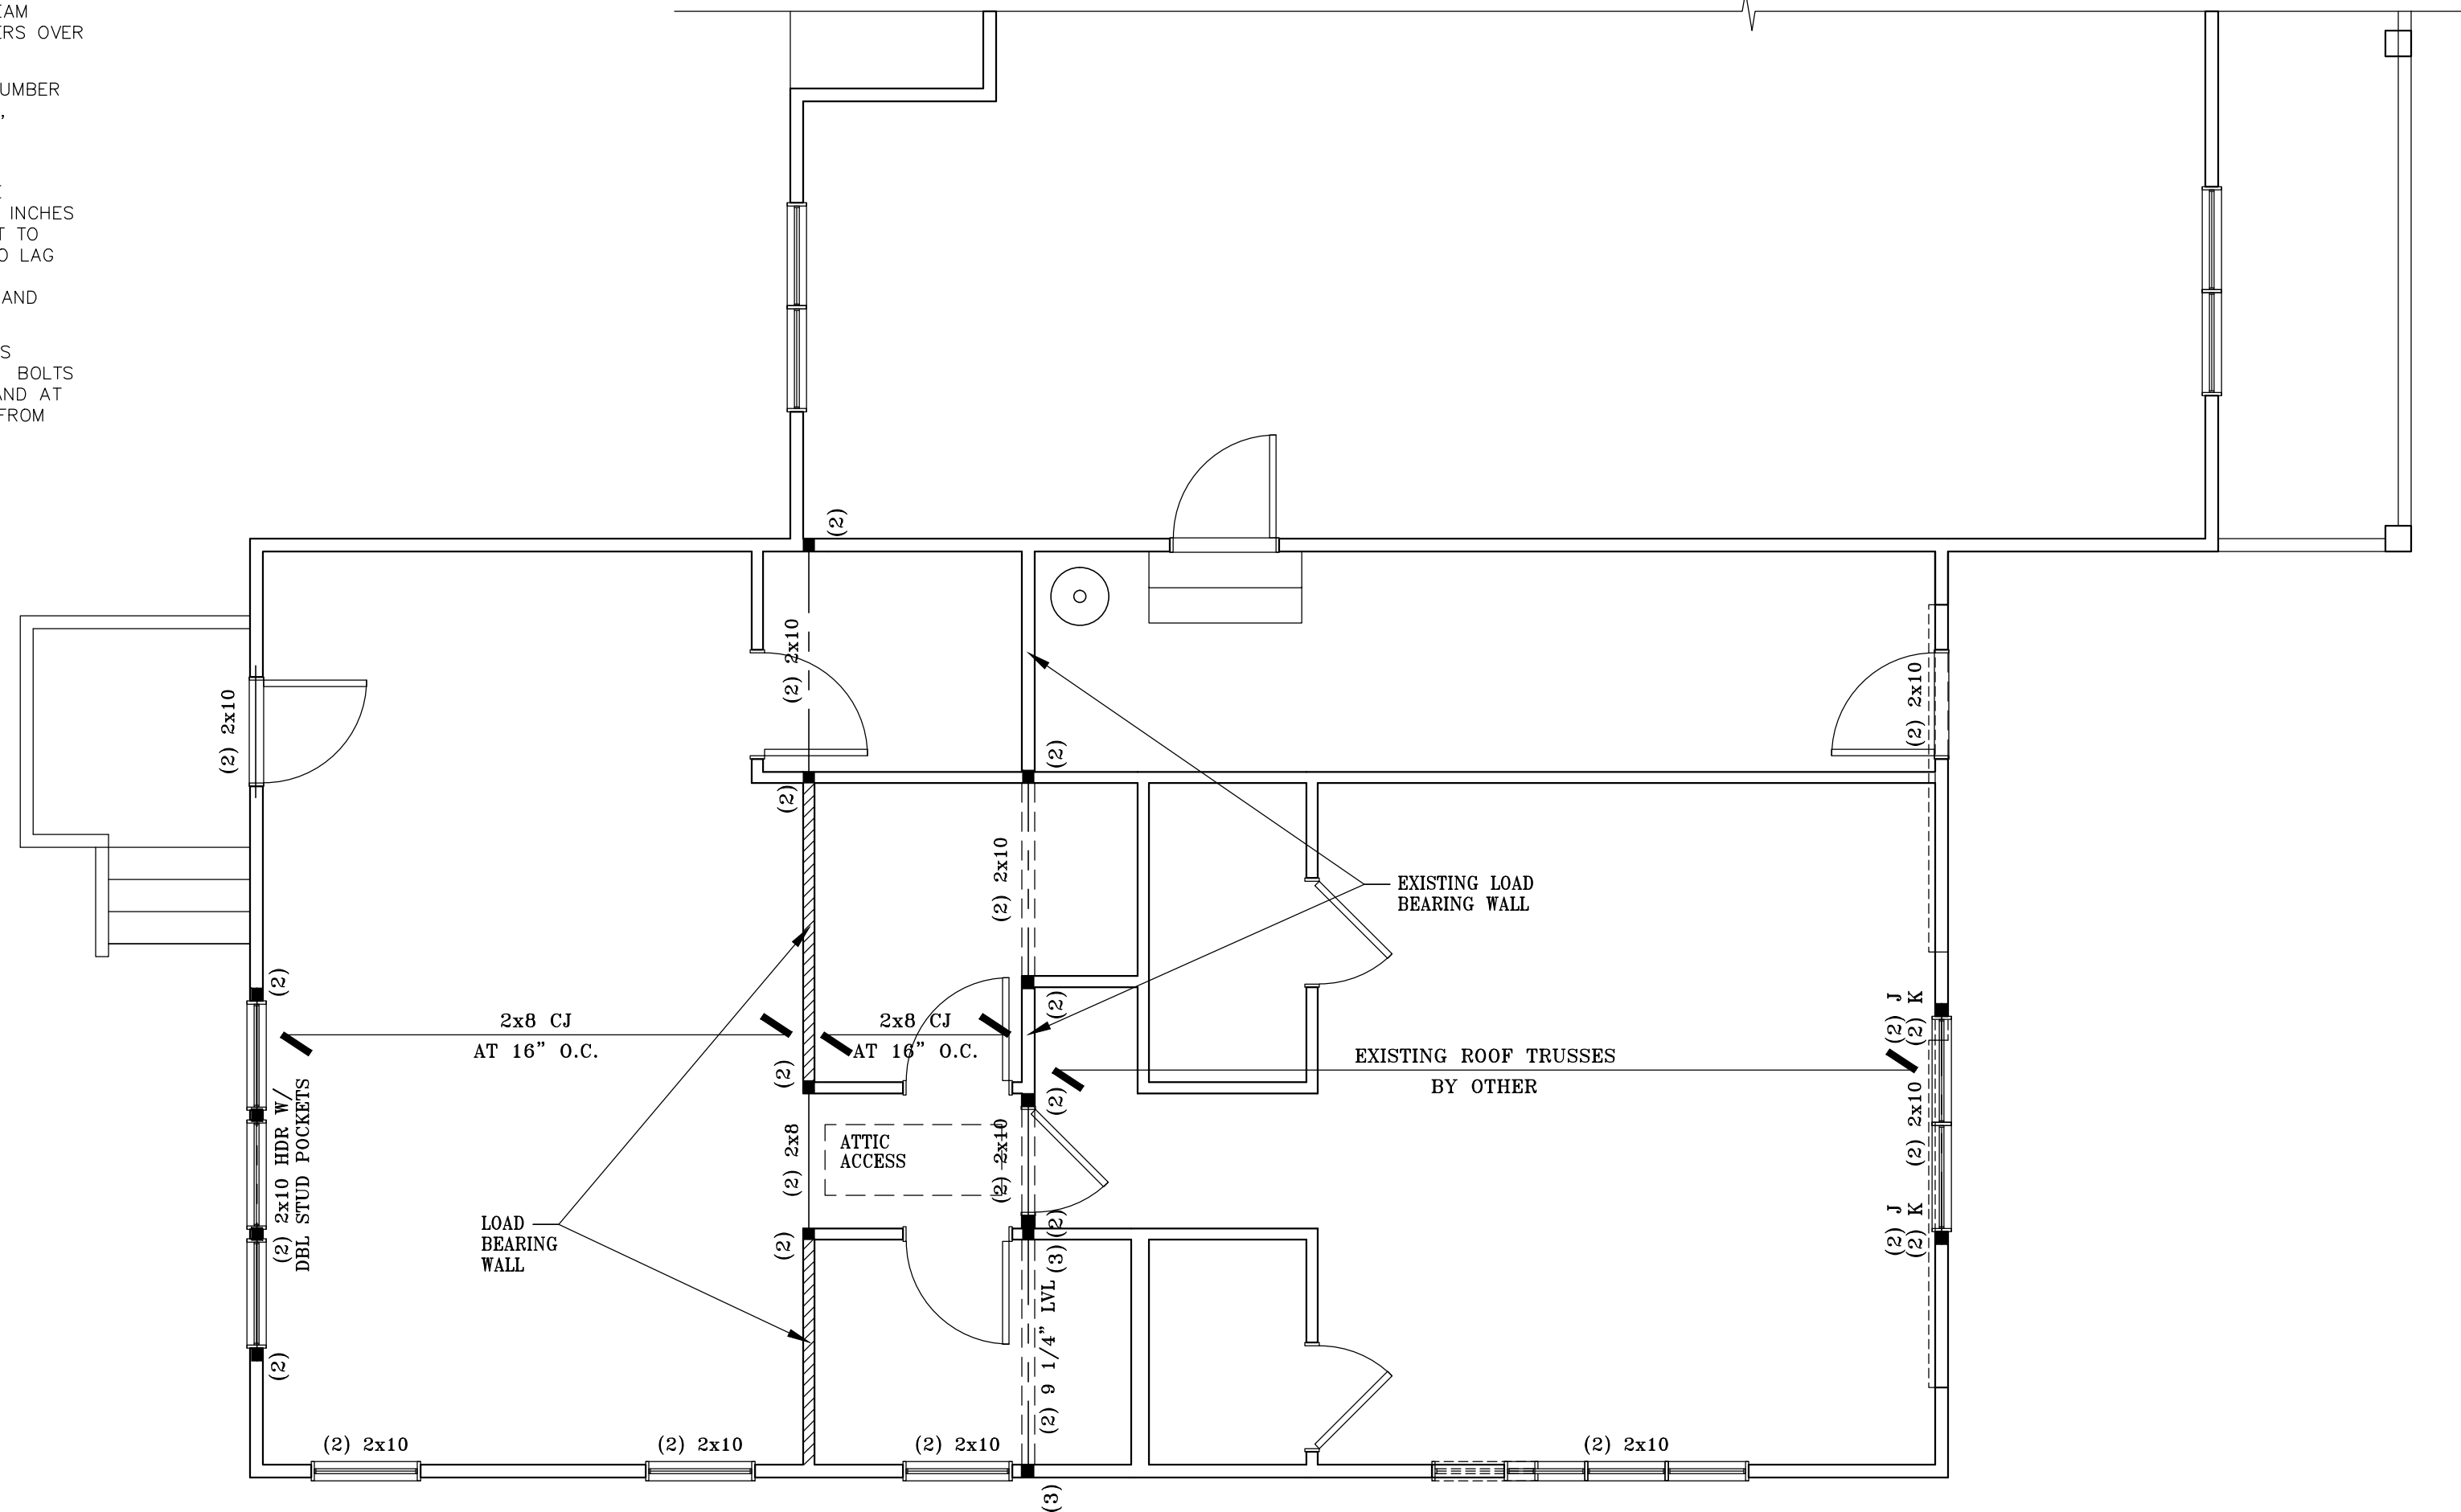 EAM
ERS OVER
UMBER
,
INCHES
T TO
O LAG
AND
S
BOLTS
AND AT
FROM
(2)
(2) 2x10
(2) 2x10
(2) 2x10
(2)
(2)
(2) 2x10
EXISTING LOAD
BEARING WALL
(2)
(2)
2x8 CJ
AT 16" O.C.
2x8 CJ
AT 16" O.C.
(2) J
(2) K
EXISTING ROOF TRUSSES
BY OTHER
(2)
(2)
(2) 2x10 HDR W/
DBL STUD POCKETS
(2) 2x8
ATTIC
ACCESS
(2) 2x10
(2) 2x10
LOAD
BEARING
WALL
(2)
(2)
(3)
(2) J
(2) K
(2) 9 1/4" LVL
(2)
(2) 2x10
(2) 2x10
(2) 2x10
(2) 2x10
(3)